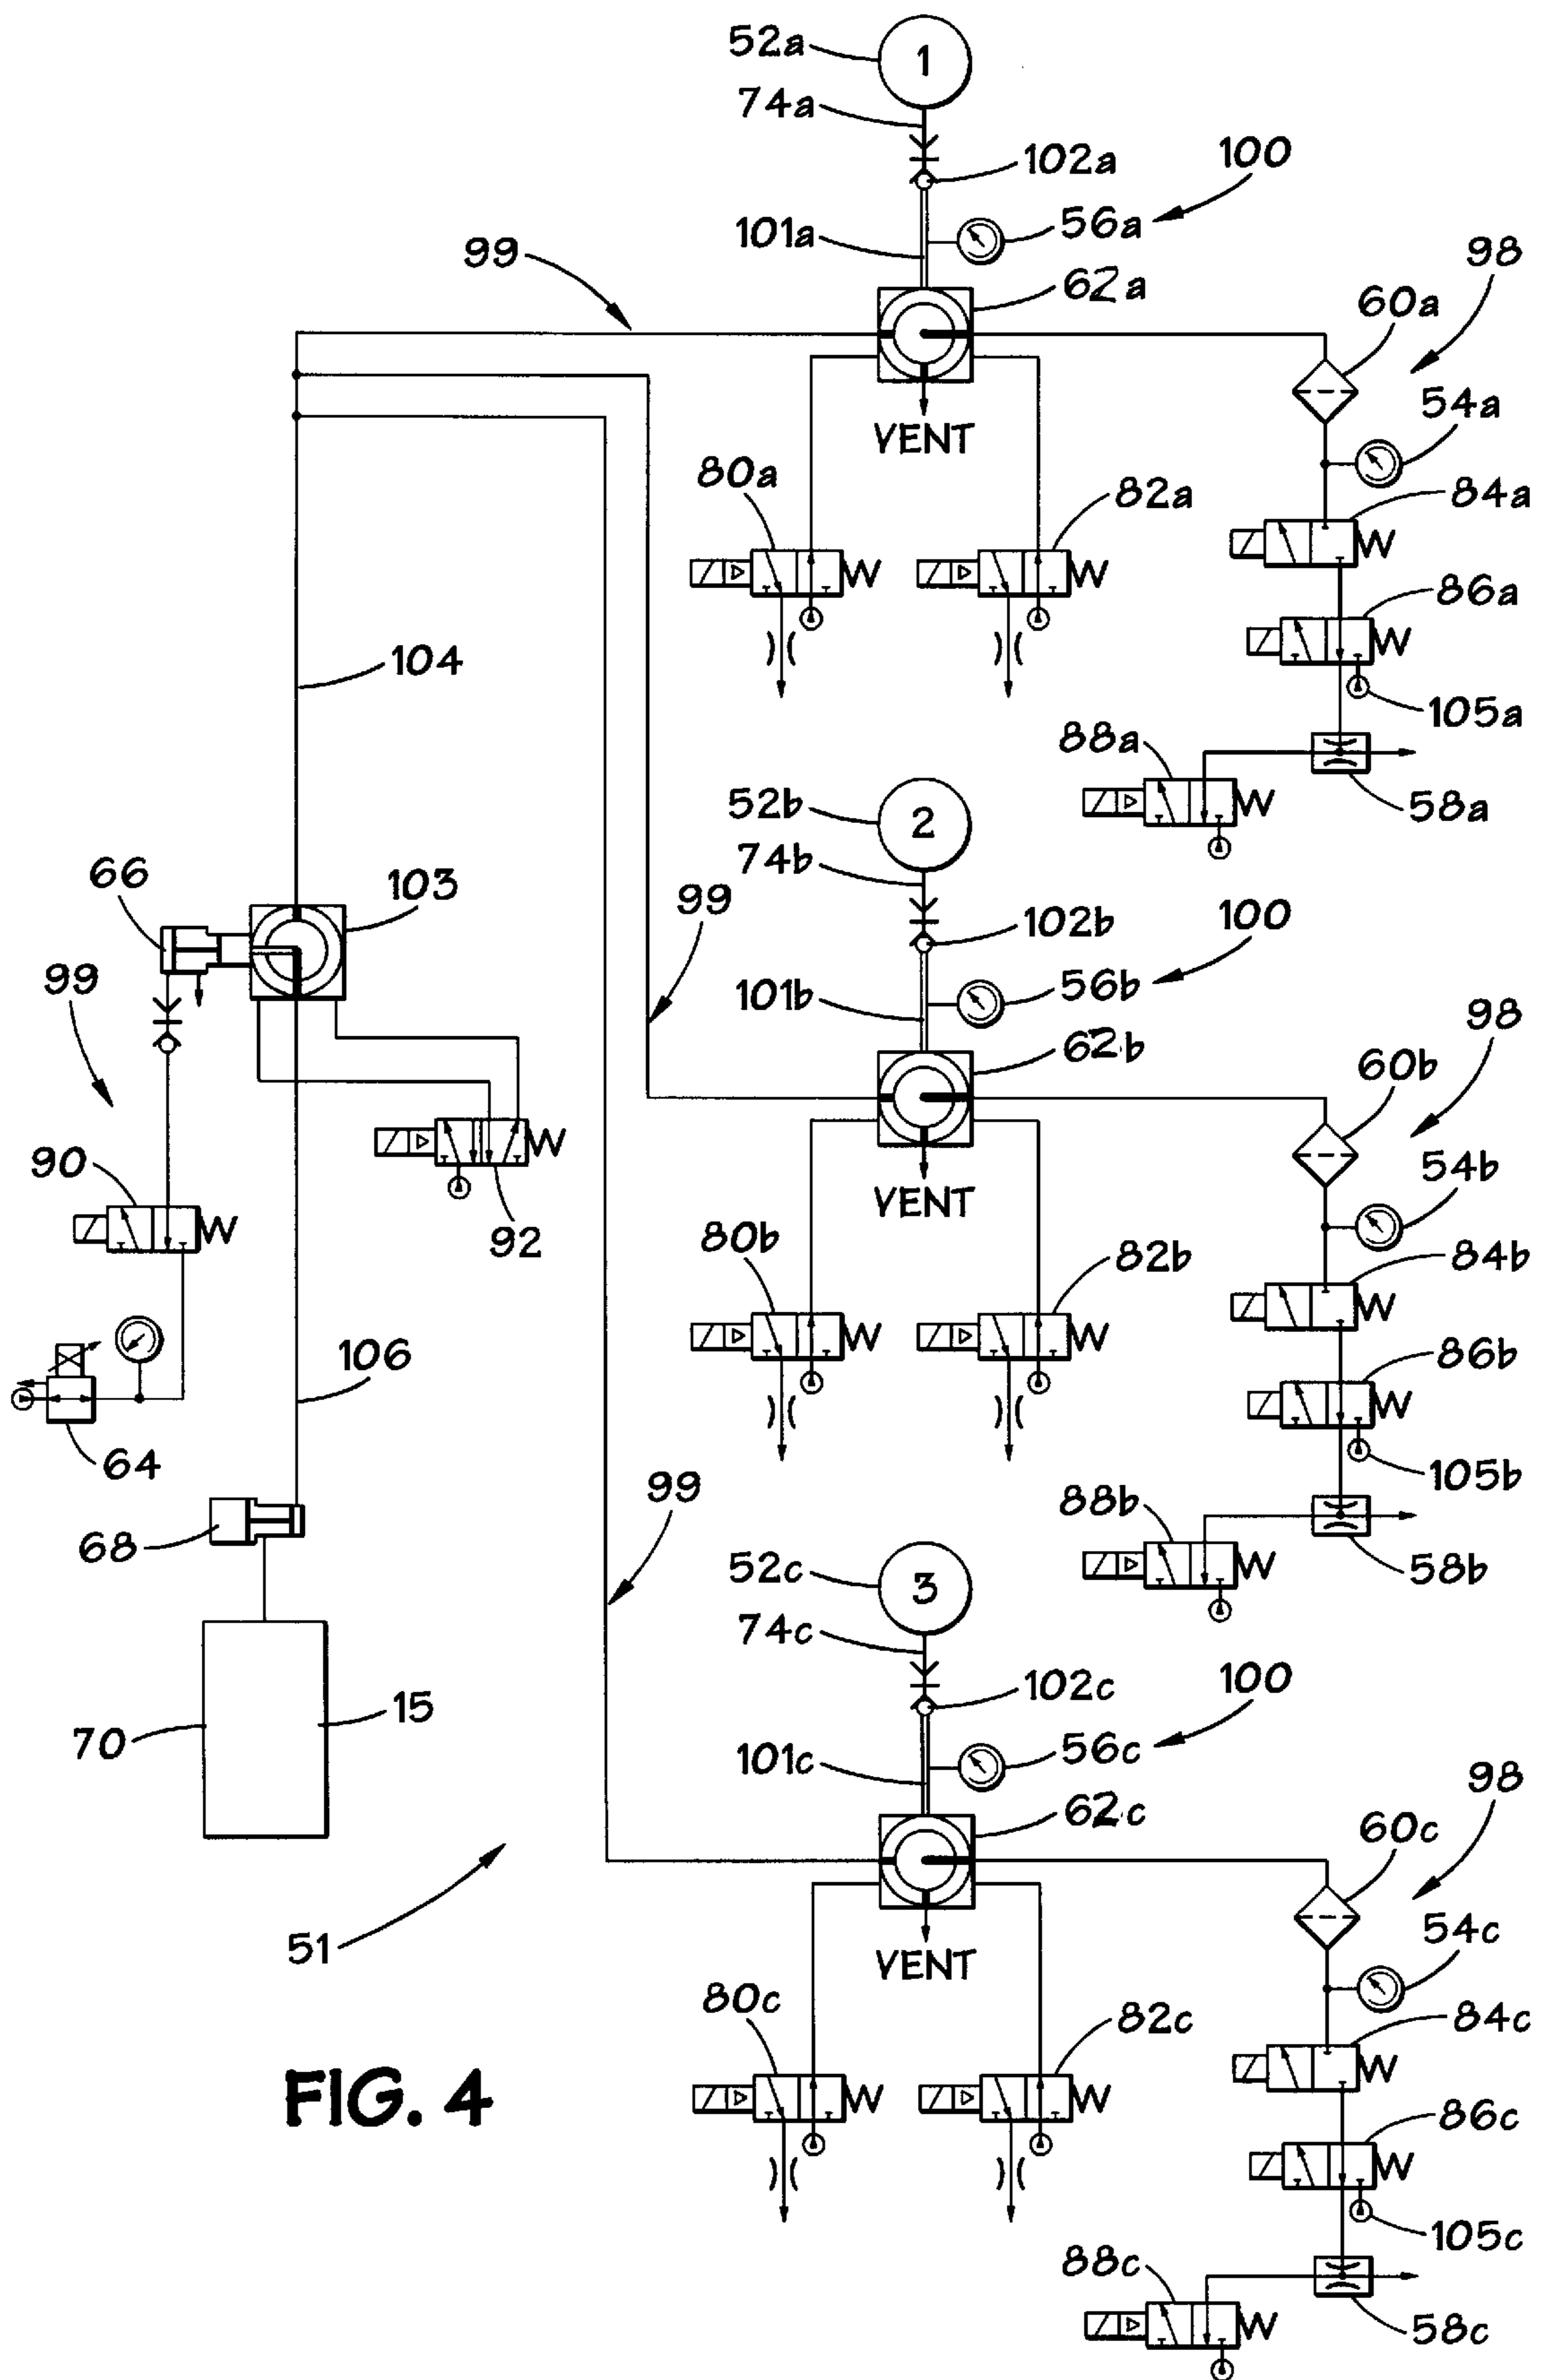 52a
1
74a
102a
100
101a
56a
99
62a
98
60a
VENT
54a
80a
82a
84a
86a
104
105a
88a
58a
52b
2
74b
66
103
99
102b
100
99
101b
56b
98
62b
60b
90
92
VENT
54b
80b
82b
84b
106
86b
64
105b
99
88b
68
58b
52c
3
74c
102c
100
15
70
101c
56c
98
62c
60c
51
VENT
54c
80c
82c
84c
FIG. 4
86c
105c
88c
58c